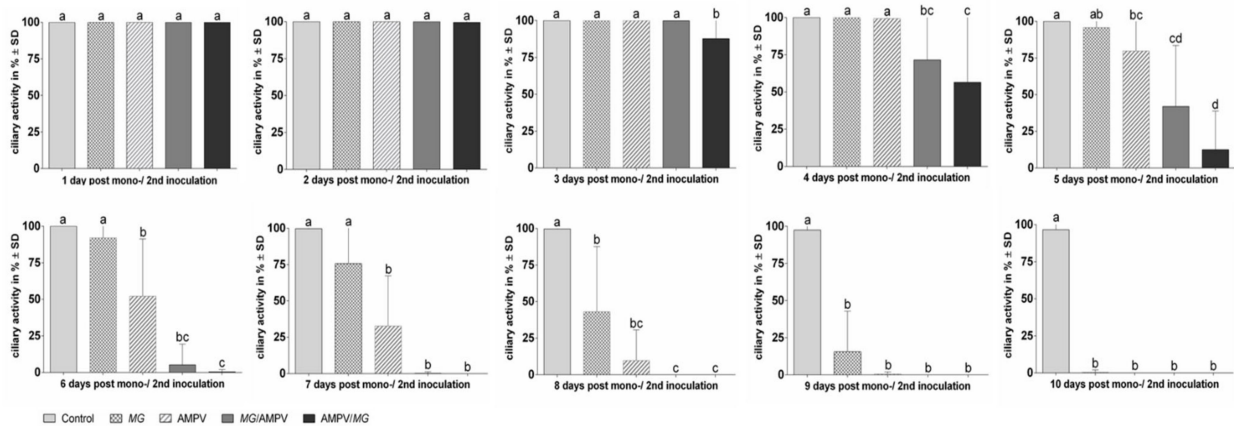 a a a a a
ciliary activity in % ± SD
100
75
50
25
0
1 day post mono-/ 2nd inoculation
a a a a a
ciliary activity in % ± SD
100
75
50
25
0
2 days post mono-/ 2nd inoculation
a a a a b
ciliary activity in % ± SD
100
75
50
25
0
3 days post mono-/ 2nd inoculation
a a a bc c
ciliary activity in % ± SD
100
75
50
25
0
4 days post mono-/ 2nd inoculation
a ab bc cd d
ciliary activity in % ± SD
100
75
50
25
0
5 days post mono-/ 2nd inoculation
a a b bc c
ciliary activity in % ± SD
100
75
50
25
0
6 days post mono-/ 2nd inoculation
a a b b b
ciliary activity in % ± SD
100
75
50
25
0
7 days post mono-/ 2nd inoculation
a b bc c c
ciliary activity in % ± SD
100
75
50
25
0
8 days post mono-/ 2nd inoculation
a b b b b
ciliary activity in % ± SD
100
75
50
25
0
9 days post mono-/ 2nd inoculation
a b b b b
ciliary activity in % ± SD
100
75
50
25
0
10 days post mono-/ 2nd inoculation
Control MG AMPV MG/AMPV AMPV/MG